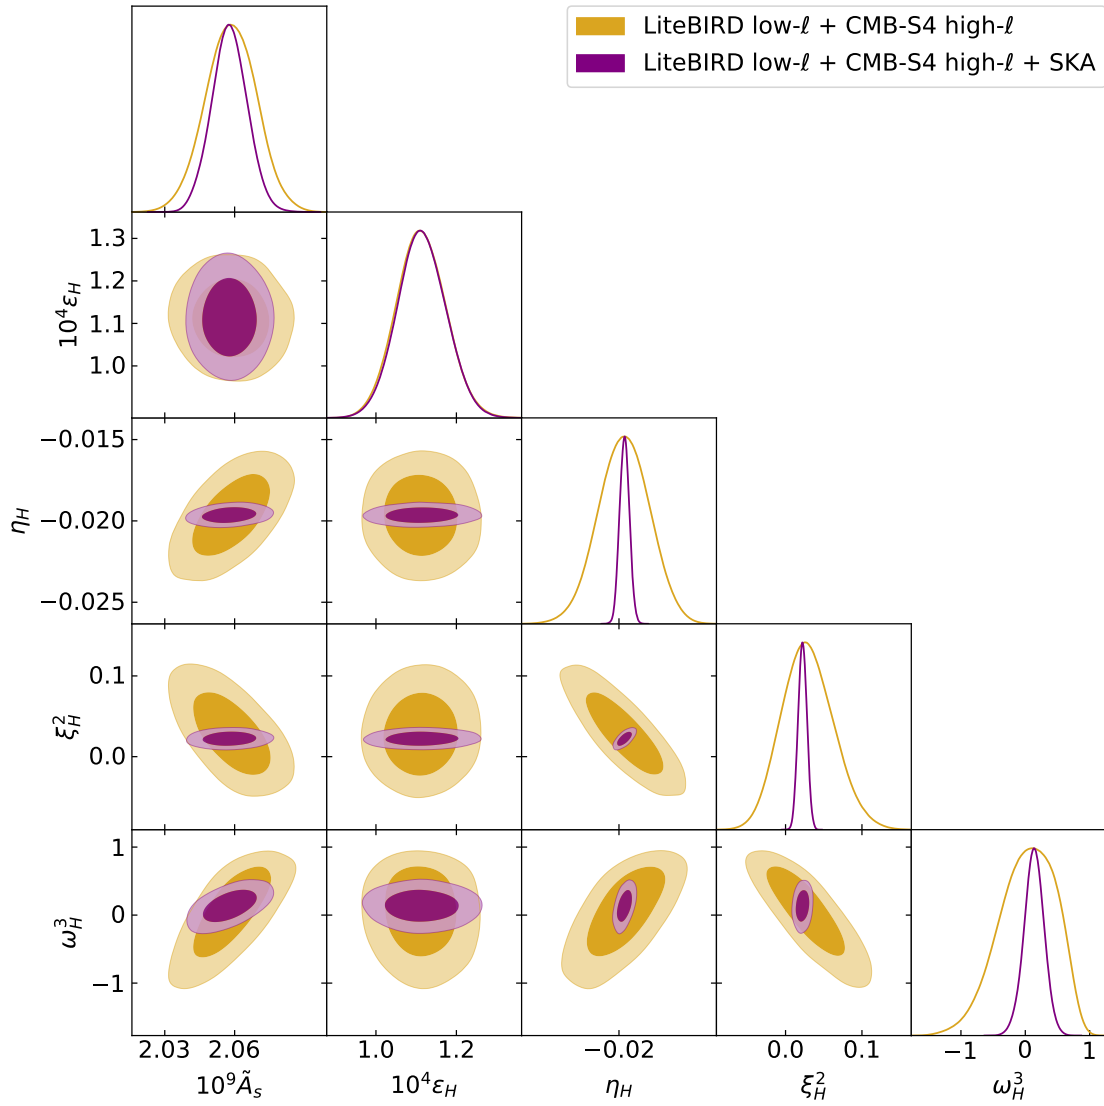 LiteBIRD low-ℓ + CMB-S4 high-ℓ
LiteBIRD low-ℓ + CMB-S4 high-ℓ + SKA
1.3
1.2
1.1
1.0
10⁴ε_H
−0.015
−0.020
−0.025
η_H
0.1
0.0
ξ²_H
1
0
−1
ω³_H
2.03 2.06 1.0 1.2 −0.02 0.0 0.1 −1 0 1
10⁹Ã_s 10⁴ε_H η_H ξ²_H ω³_H